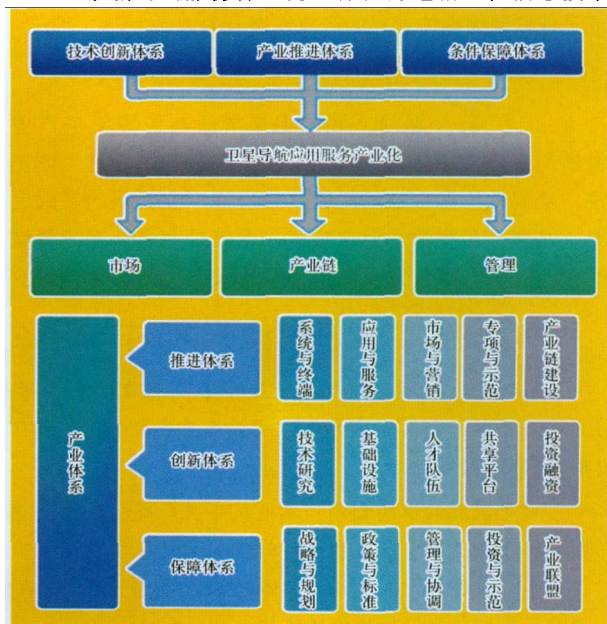 技术创新体系
产业推进体系
条件保障体系
卫星导航应用服务产业化
市场
产业链
管理
产业体系
推进体系
系统与终端
应用与服务
市场与营销
专项与示范
产业链建设
创新体系
技术研究
基础设施
人才队伍
共享平台
投资融资
保障体系
战略与规划
政策与标准
管理与协调
投资与示范
产业联盟